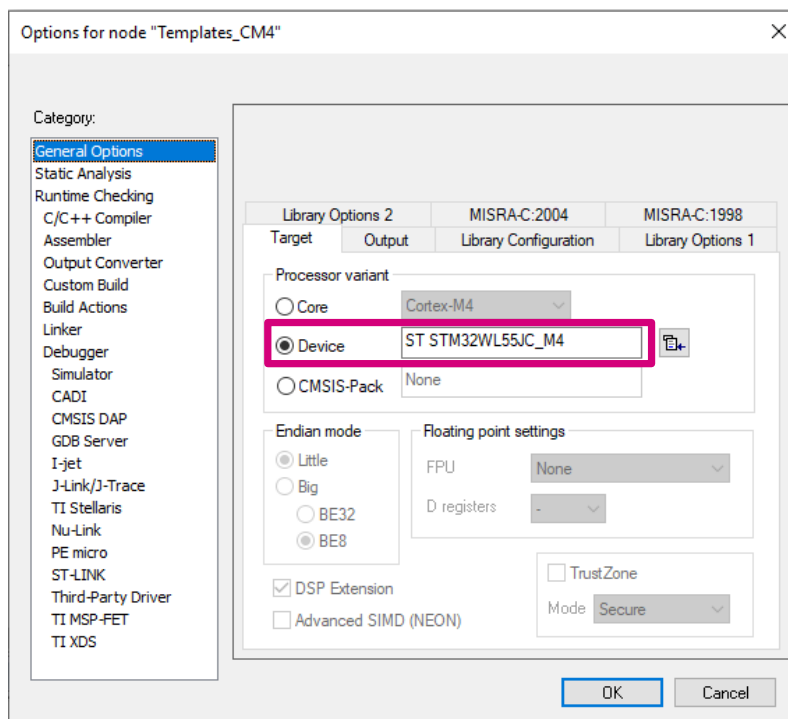 Options for node "Templates_CM4"
Category:
General Options
Static Analysis
Runtime Checking
C/C++ Compiler
Assembler
Output Converter
Custom Build
Build Actions
Linker
Debugger
Simulator
CADI
CMSIS DAP
GDB Server
I-jet
J-Link/J-Trace
TI Stellaris
Nu-Link
PE micro
ST-LINK
Third-Party Driver
TI MSP-FET
TI XDS
Library Options 2 MISRA-C:2004 MISRA-C:1998
Target Output Library Configuration Library Options 1
Processor variant
Core Cortex-M4
Device ST STM32WL55JC_M4
CMSIS-Pack None
Endian mode
Little
Big
BE32
BE8
Floating point settings
FPU None
D registers -
DSP Extension
Advanced SIMD (NEON)
TrustZone
Mode Secure
OK Cancel